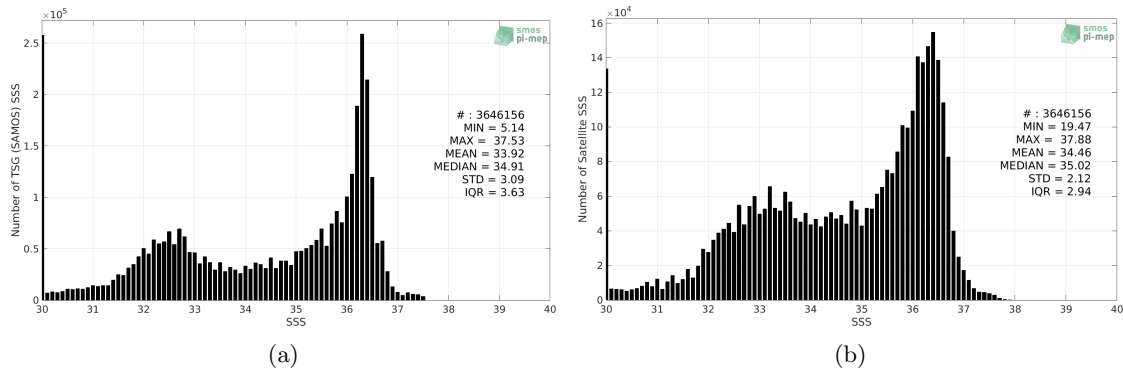 ×10⁵
2.5
2
1.5
1
0.5
0
30 31 32 33 34 35 36 37 38 39 40
SSS
Number of TSG (SAMOS) SSS
smos
pi-mep
# : 3646156
MIN = 5.14
MAX = 37.53
MEAN = 33.92
MEDIAN = 34.91
STD = 3.09
IQR = 3.63
(a)
×10⁴
16
14
12
10
8
6
4
2
0
30 31 32 33 34 35 36 37 38 39 40
SSS
Number of Satellite SSS
smos
pi-mep
# : 3646156
MIN = 19.47
MAX = 37.88
MEAN = 34.46
MEDIAN = 35.02
STD = 2.12
IQR = 2.94
(b)